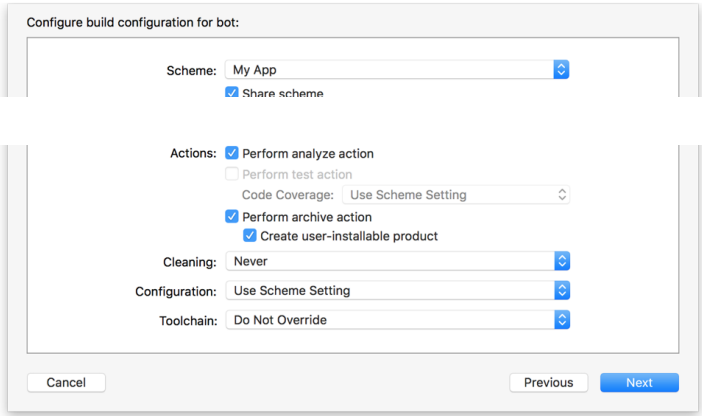 Configure build configuration for bot:
Scheme: My App
Share scheme
Actions: Perform analyze action
Perform test action
Code Coverage: Use Scheme Setting
Perform archive action
Create user-installable product
Cleaning: Never
Configuration: Use Scheme Setting
Toolchain: Do Not Override
Cancel Previous Next